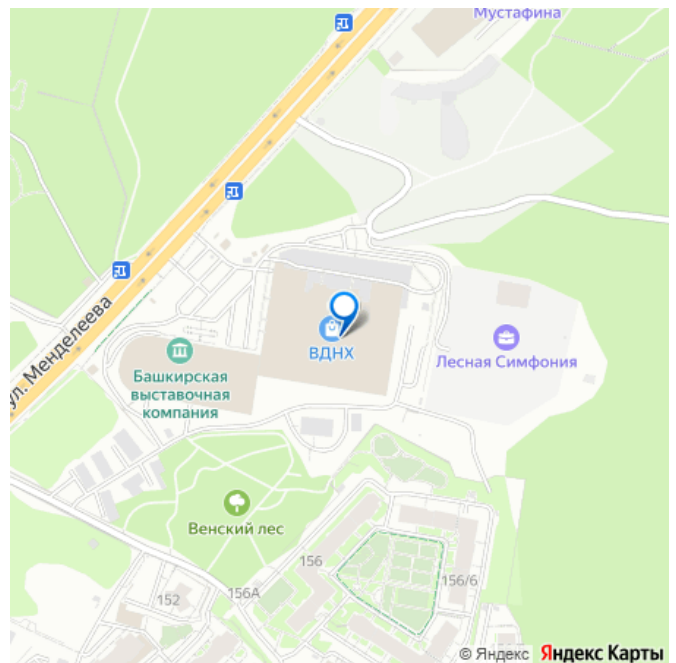 Мустафина
ул. Менделеева
ВДНХ
Лесная Симфония
Башкирская
выставочная
компания
Венский лес
156
156А
156/6
152
© Яндекс Яндекс Карты